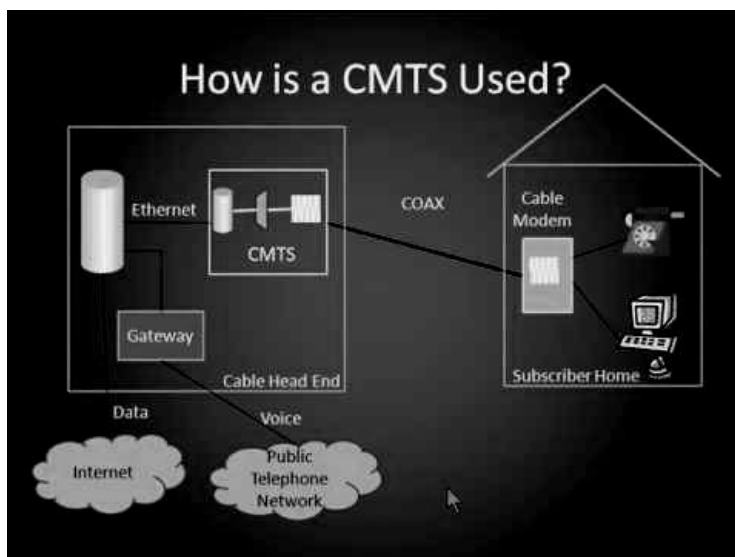 How is a CMTS Used?
Ethernet
CMTS
COAX
Cable
Modem
Gateway
Cable Head End
Subscriber Home
Data
Voice
Internet
Public
Telephone
Network